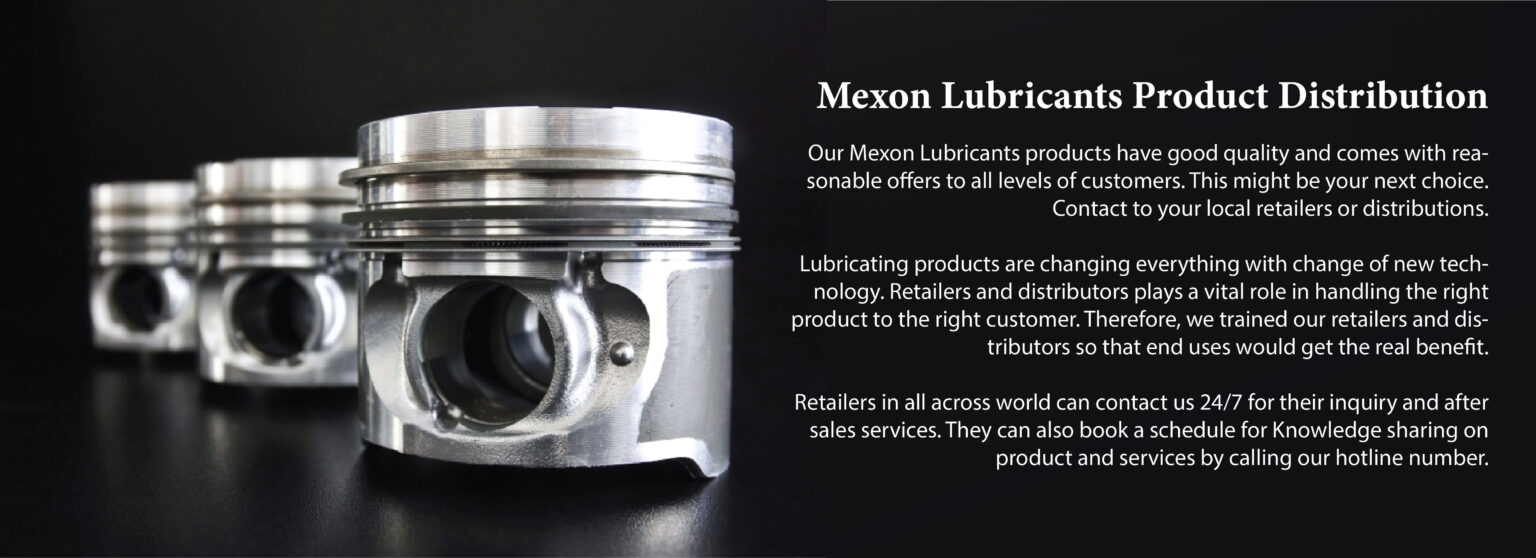 Mexon Lubricants Product Distribution
Our Mexon Lubricants products have good quality and comes with rea-
sonable offers to all levels of customers. This might be your next choice.
Contact to your local retailers or distributions.
Lubricating products are changing everything with change of new tech-
nology. Retailers and distributors plays a vital role in handling the right
product to the right customer. Therefore, we trained our retailers and dis-
tributors so that end uses would get the real benefit.
Retailers in all across world can contact us 24/7 for their inquiry and after
sales services. They can also book a schedule for Knowledge sharing on
product and services by calling our hotline number.